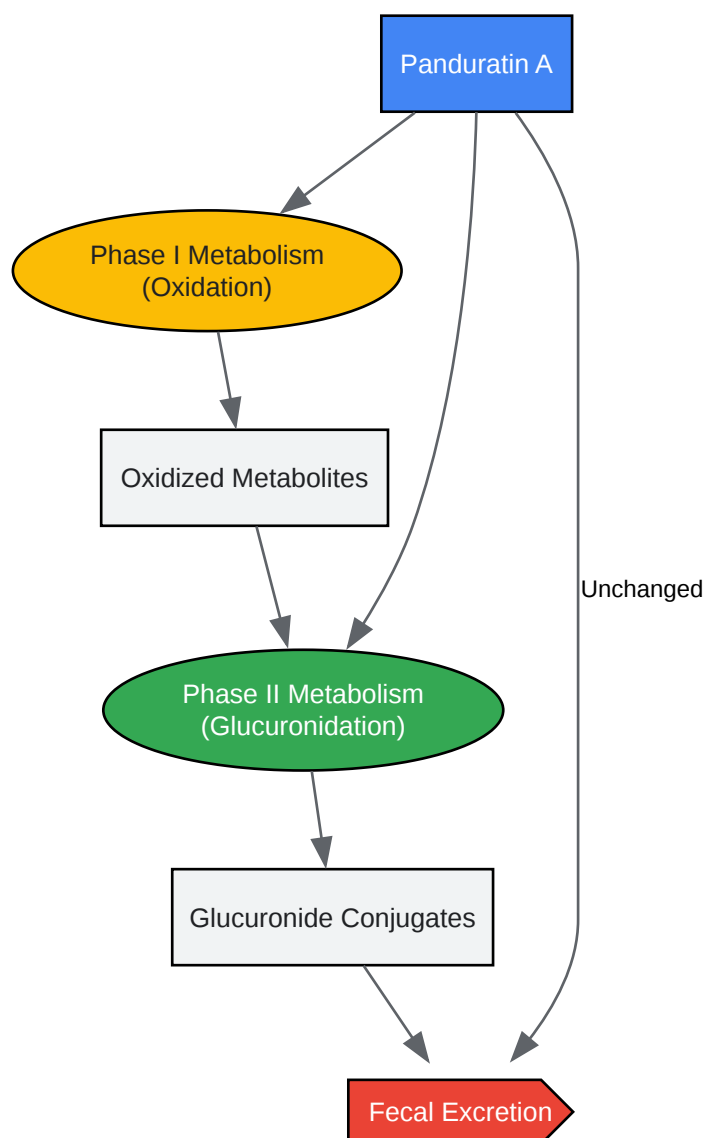 Panduratin A
Phase I Metabolism
(Oxidation)
Oxidized Metabolites
Unchanged
Phase II Metabolism
(Glucuronidation)
Glucuronide Conjugates
Fecal Excretion